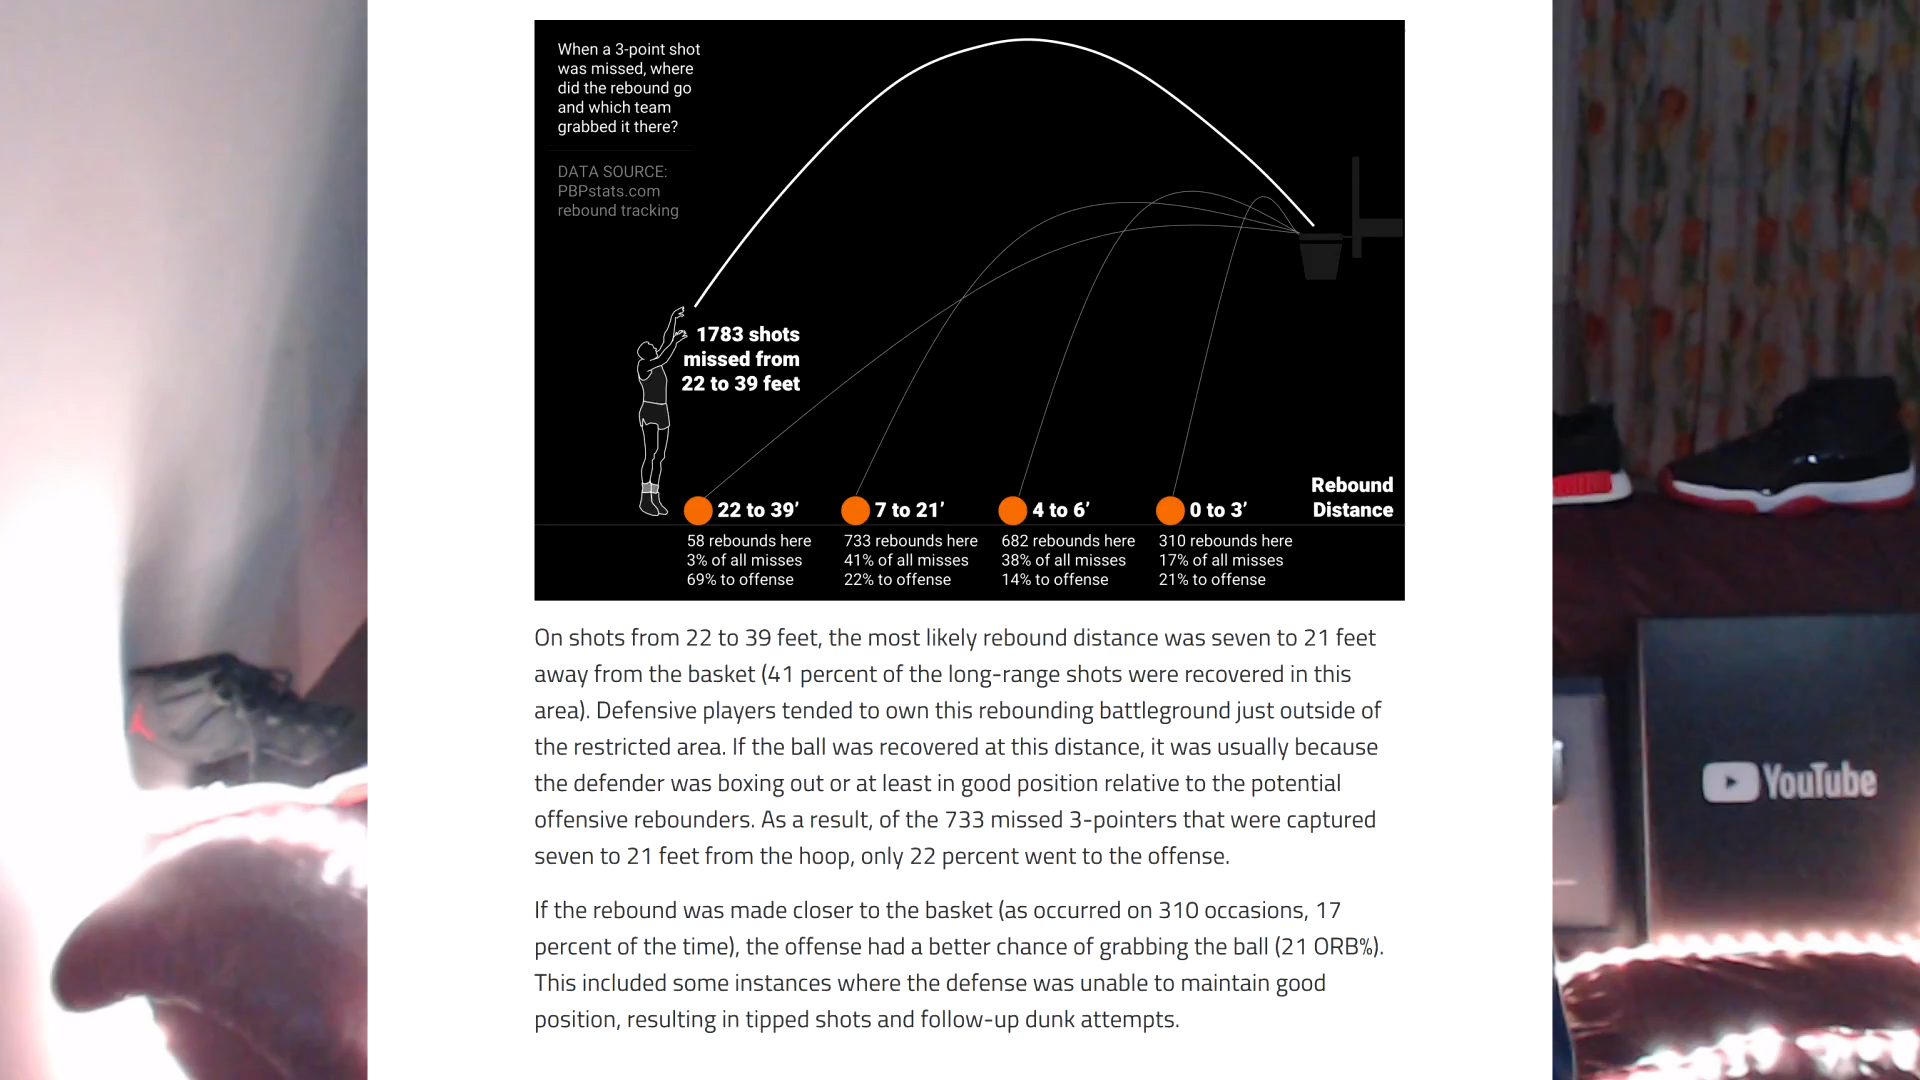 When a 3-point shot
was missed, where
did the rebound go
and which team
grabbed it there?
DATA SOURCE:
PBPstats.com
rebound tracking
1783 shots
missed from
22 to 39 feet
Rebound
Distance
22 to 39’
58 rebounds here
3% of all misses
69% to offense
7 to 21’
733 rebounds here
41% of all misses
22% to offense
4 to 6’
682 rebounds here
38% of all misses
14% to offense
0 to 3’
310 rebounds here
17% of all misses
21% to offense
On shots from 22 to 39 feet, the most likely rebound distance was seven to 21 feet
away from the basket (41 percent of the long-range shots were recovered in this
area). Defensive players tended to own this rebounding battleground just outside of
the restricted area. If the ball was recovered at this distance, it was usually because
the defender was boxing out or at least in good position relative to the potential
offensive rebounders. As a result, of the 733 missed 3-pointers that were captured
seven to 21 feet from the hoop, only 22 percent went to the offense.
If the rebound was made closer to the basket (as occurred on 310 occasions, 17
percent of the time), the offense had a better chance of grabbing the ball (21 ORB%).
This included some instances where the defense was unable to maintain good
position, resulting in tipped shots and follow-up dunk attempts.
YouTube